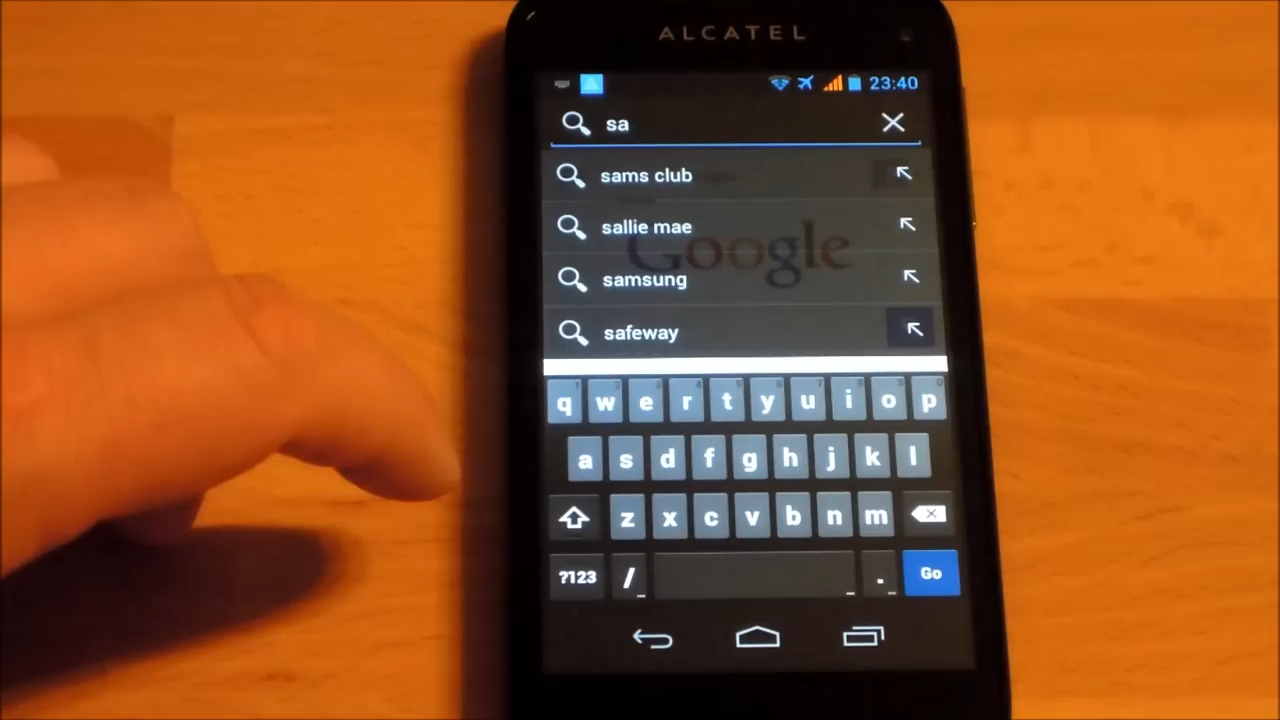 ALCATEL
23:40
sa
sams club
sallie mae
Google
samsung
safeway
q w e r t y u i o p
a s d f g h j k l
z x c v b n m
?123 / . Go